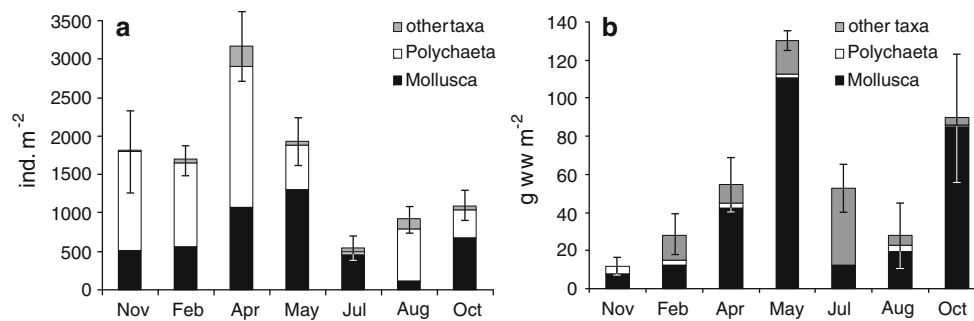 a
other taxa
Polychaeta
Mollusca
ind. m⁻²
3500
3000
2500
2000
1500
1000
500
0
Nov Feb Apr May Jul Aug Oct
b
other taxa
Polychaeta
Mollusca
g ww m⁻²
140
120
100
80
60
40
20
0
Nov Feb Apr May Jul Aug Oct